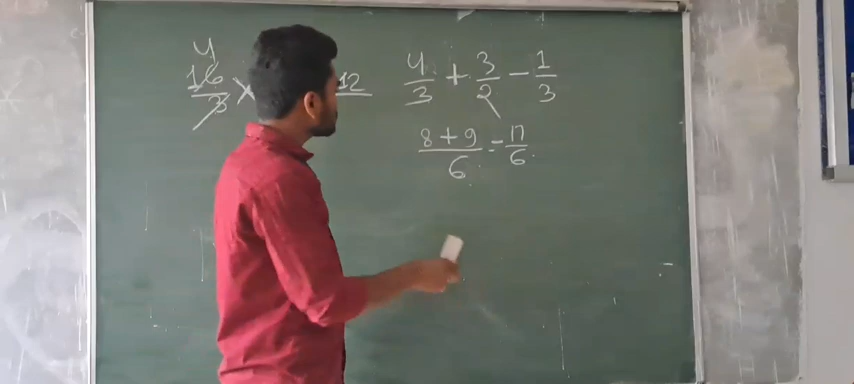 4
16/3 × 12 4/3 + 3/2 - 1/3
8+9/6 = 17/6